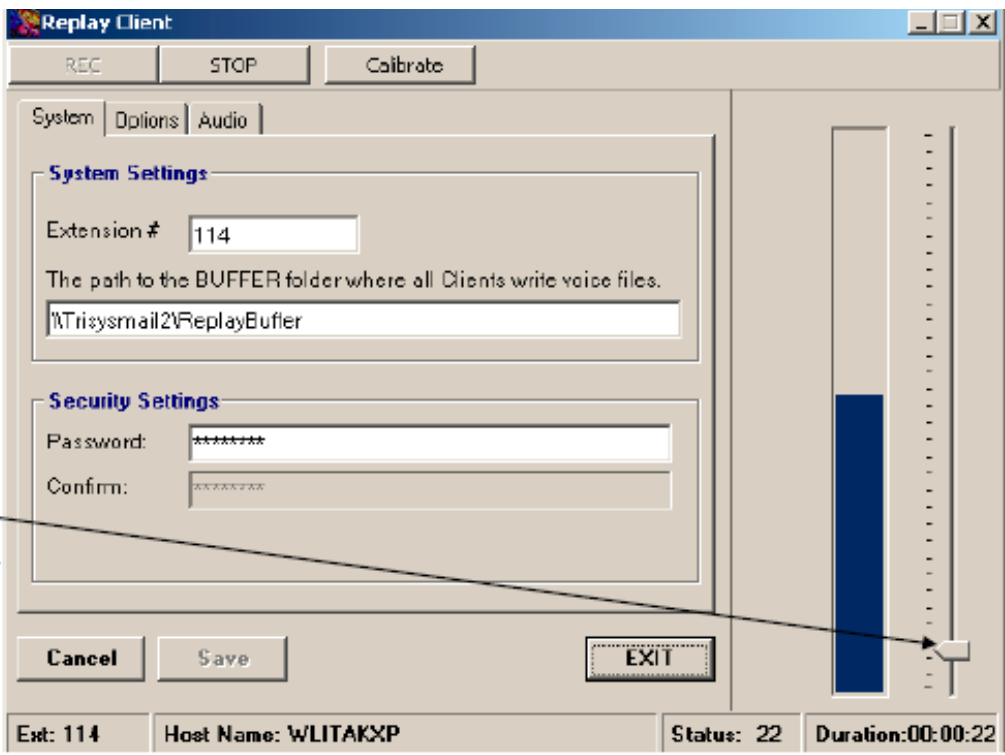 Replay Client
REC STOP Calibrate
System Options Audio
System Settings
Extension # 114
The path to the BUFFER folder where all Clients write voice files.
\\Trisysmail2\ReplayBuffer
Security Settings
Password: ********
Confirm: ********
Cancel Save EXIT
Ext: 114 Host Name: WLITAKXP Status: 22 Duration:00:00:22